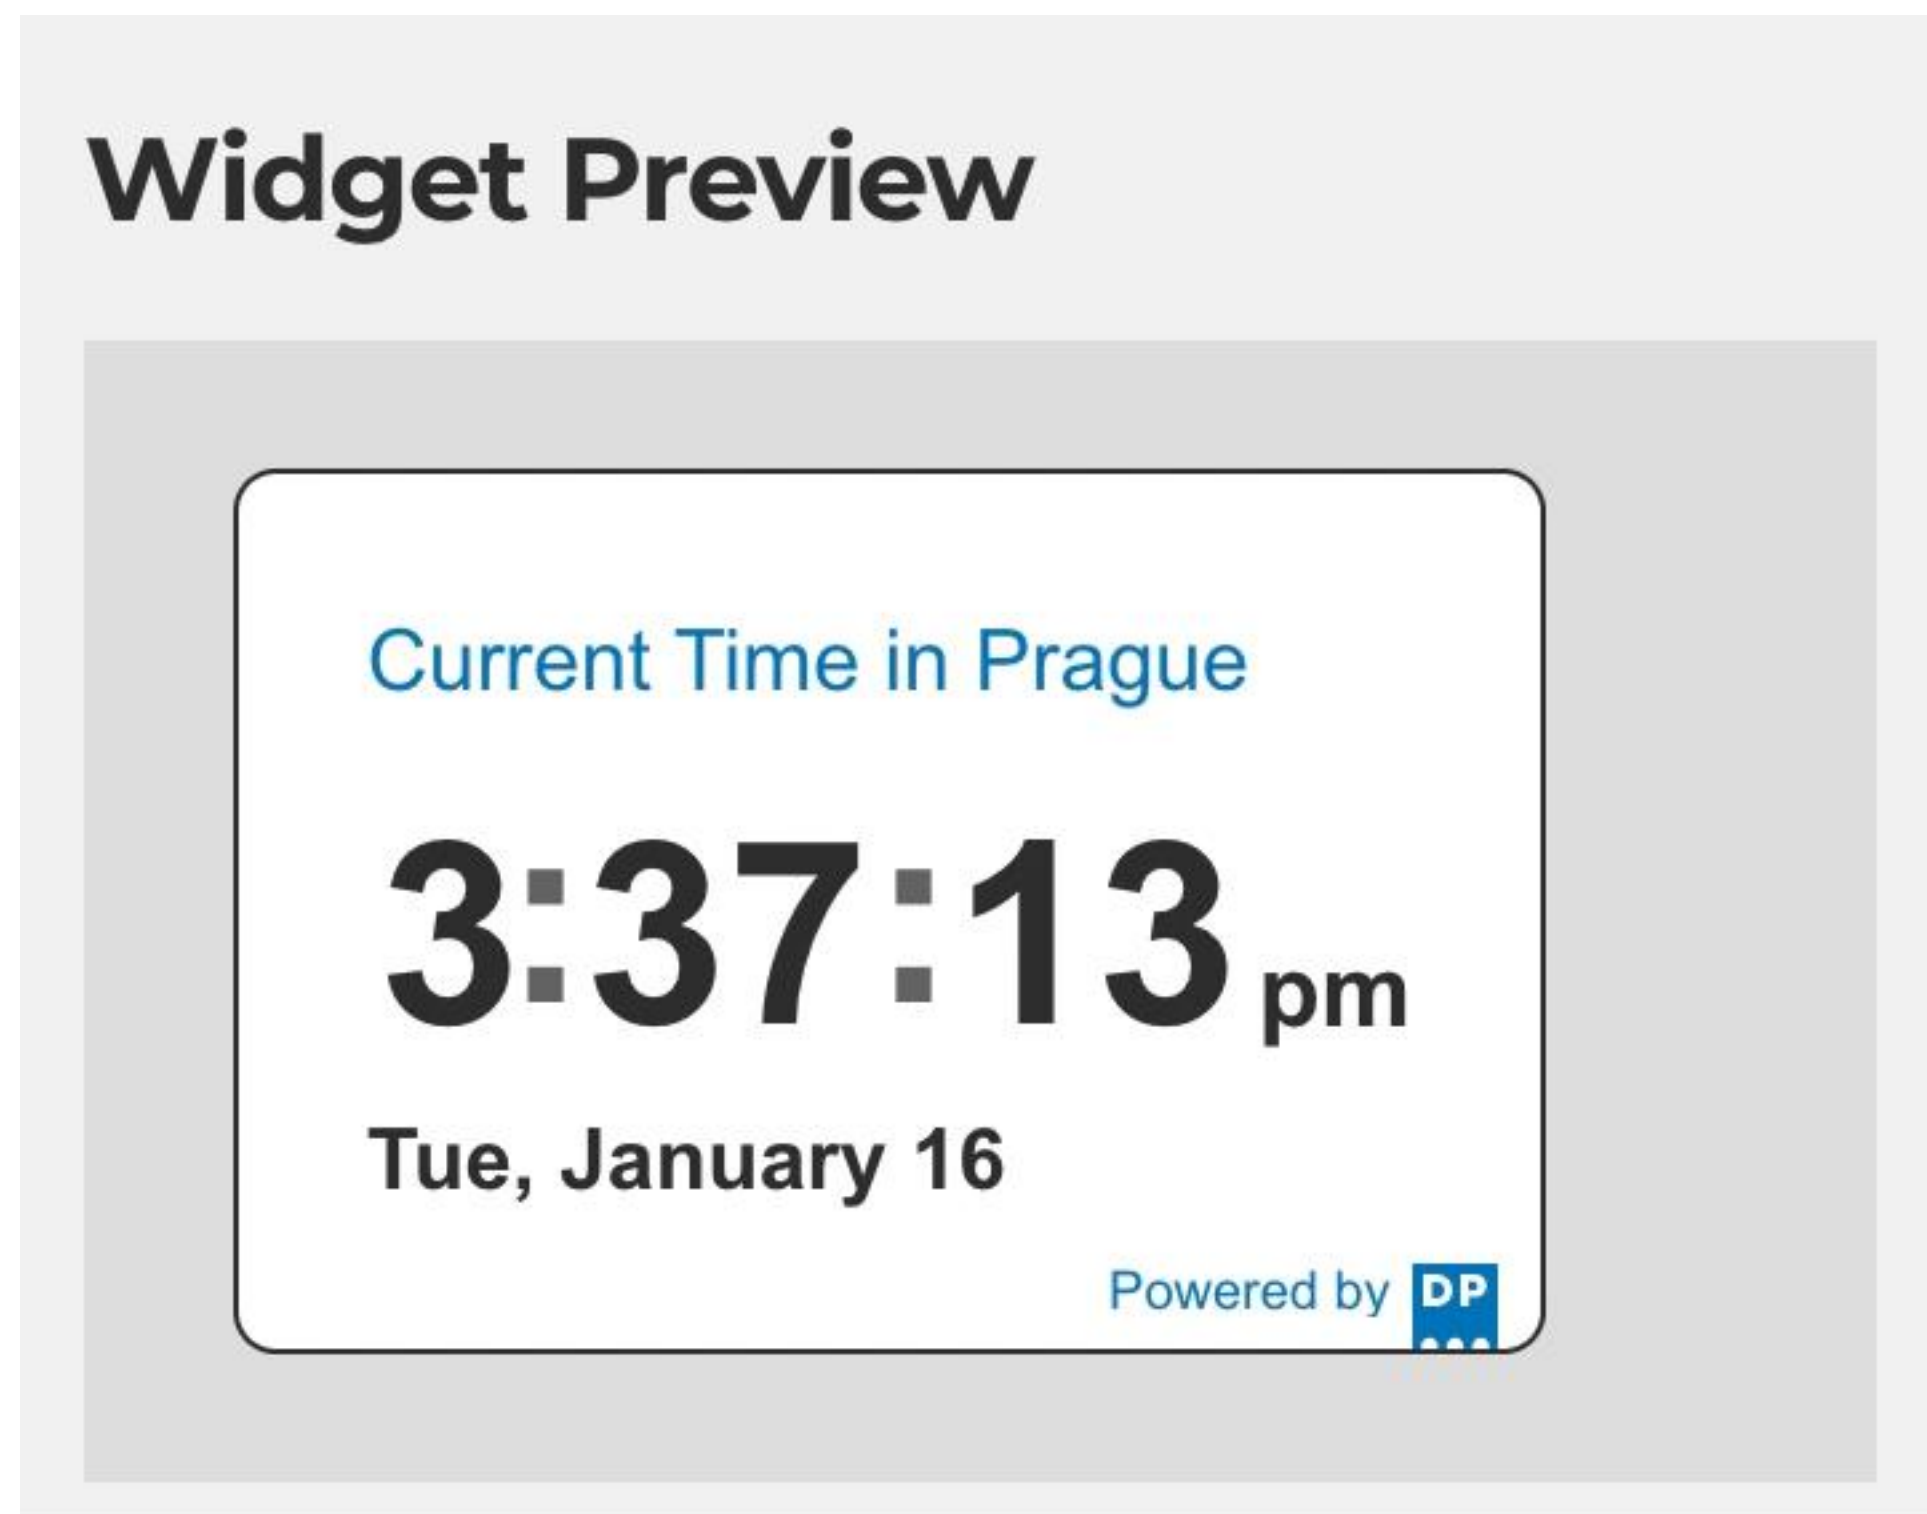 Widget Preview
Current Time in Prague
3:37:13 pm
Tue, January 16
Powered by DP